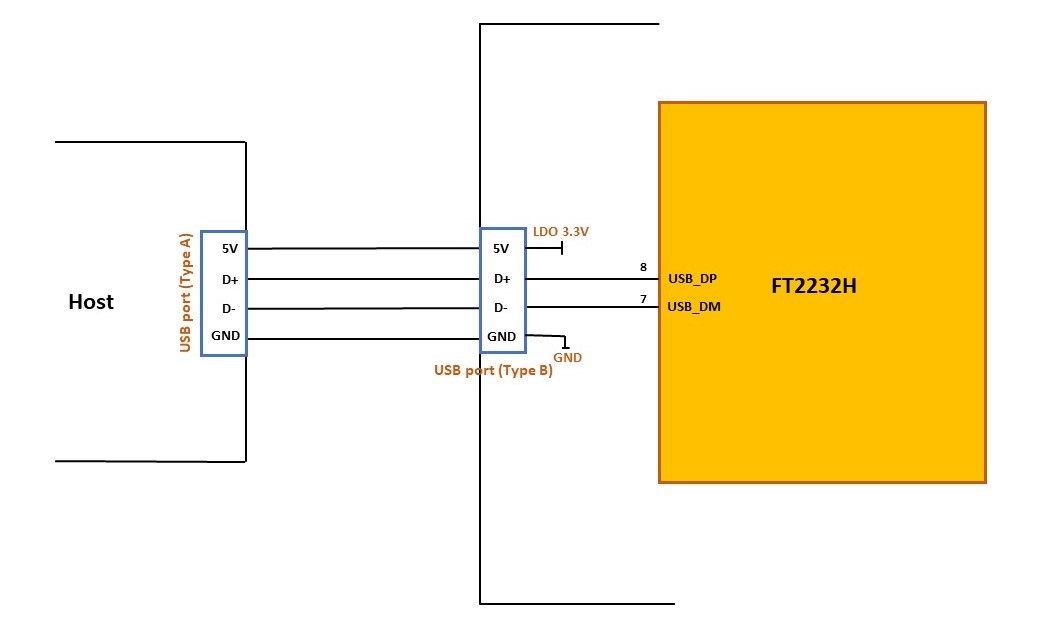 Host
USB port (Type A)
5V
D+
D-
GND
5V
D+
D-
GND
USB port (Type B)
LDO 3.3V
GND
8
7
USB_DP
USB_DM
FT2232H